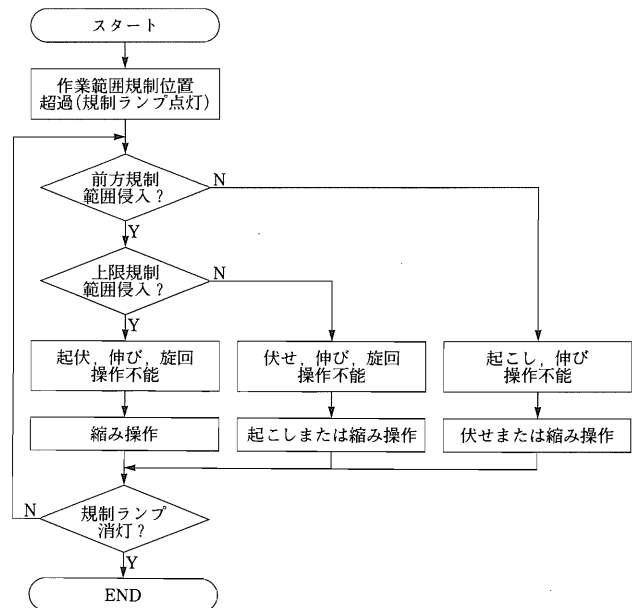 スタート
作業範囲規制位置
超過(規制ランプ点灯)
前方規制
範囲侵入?
N
Y
上限規制
範囲侵入?
N
Y
起伏, 伸び, 旋回
操作不能
伏せ, 伸び, 旋回
操作不能
起こし, 伸び
操作不能
縮み操作
起こしまたは縮み操作
伏せまたは縮み操作
規制ランプ
消灯?
N
Y
END